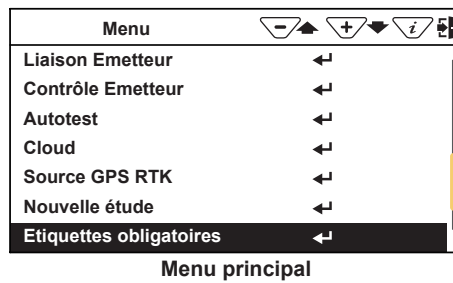 Menu - + i
Liaison Emetteur
Contrôle Emetteur
Autotest
Cloud
Source GPS RTK
Nouvelle étude
Etiquettes obligatoires
Menu principal